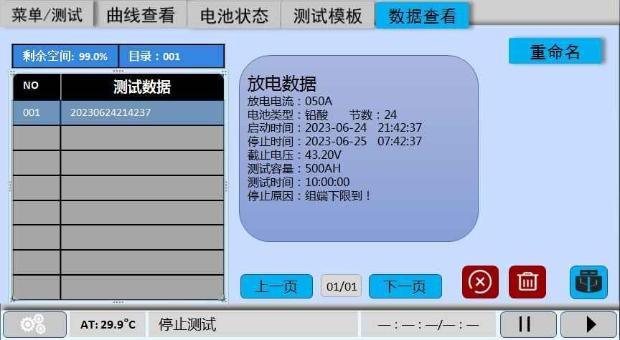 菜单/测试 曲线查看 电池状态 测试模板 数据查看
剩余空间: 99.0% 目录：001
重命名
NO 测试数据
001 20230624214237
放电数据
放电电流：050A
电池类型：铅酸 节数：24
启动时间：2023-06-24 21:42:37
停止时间：2023-06-25 07:42:37
截止电压：43.20V
测试容量：500AH
测试时间：10:00:00
停止原因：组端下限到！
上一页 01/01 下一页
AT: 29.9°C 停止测试 —：—：—/—：—